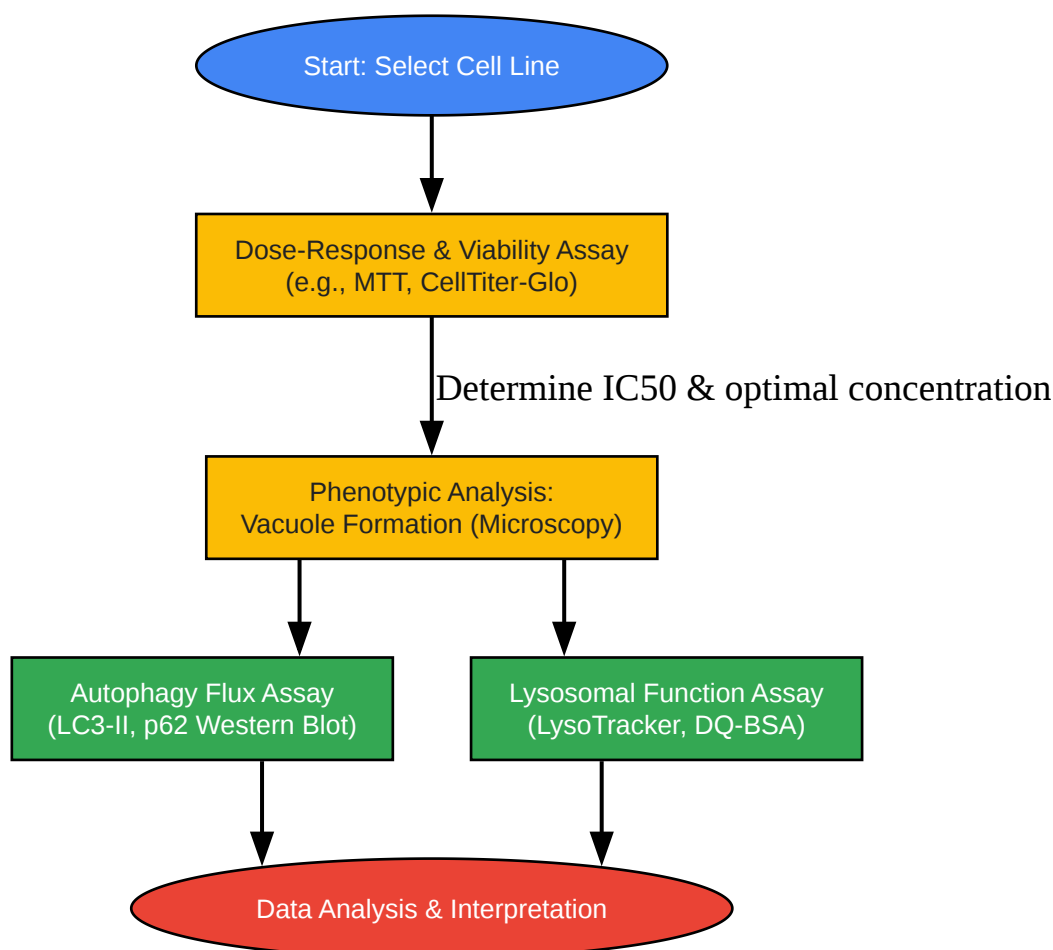 Start: Select Cell Line
Dose-Response & Viability Assay
(e.g., MTT, CellTiter-Glo)
Determine IC50 & optimal concentration
Phenotypic Analysis:
Vacuole Formation (Microscopy)
Autophagy Flux Assay
(LC3-II, p62 Western Blot)
Lysosomal Function Assay
(LysoTracker, DQ-BSA)
Data Analysis & Interpretation